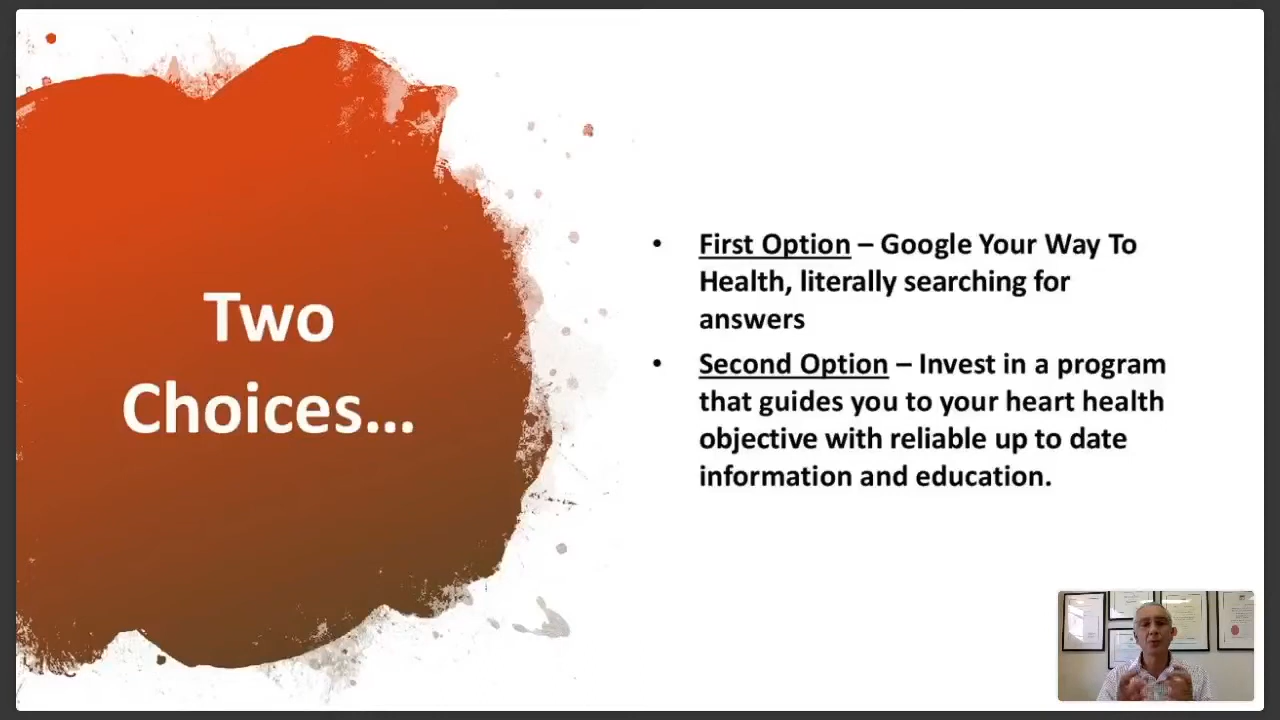 Two
Choices...
• First Option – Google Your Way To
Health, literally searching for
answers
• Second Option – Invest in a program
that guides you to your heart health
objective with reliable up to date
information and education.